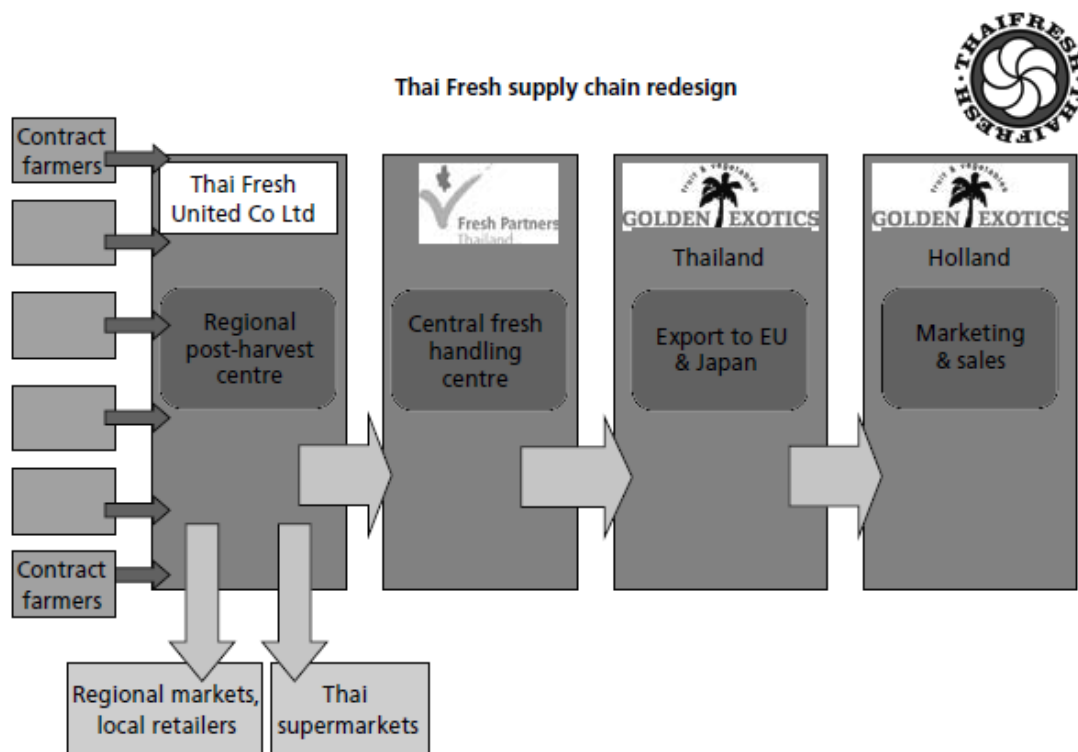 THAIFRESH · THAIFRESH ·
Thai Fresh supply chain redesign
Contract
farmers
Thai Fresh
United Co Ltd
Regional
post-harvest
centre
Fresh Partners
Thailand
Central fresh
handling
centre
fruit & vegetables
GOLDEN EXOTICS
Thailand
Export to EU
& Japan
fruit & vegetables
GOLDEN EXOTICS
Holland
Marketing
& sales
Contract
farmers
Regional markets,
local retailers
Thai
supermarkets